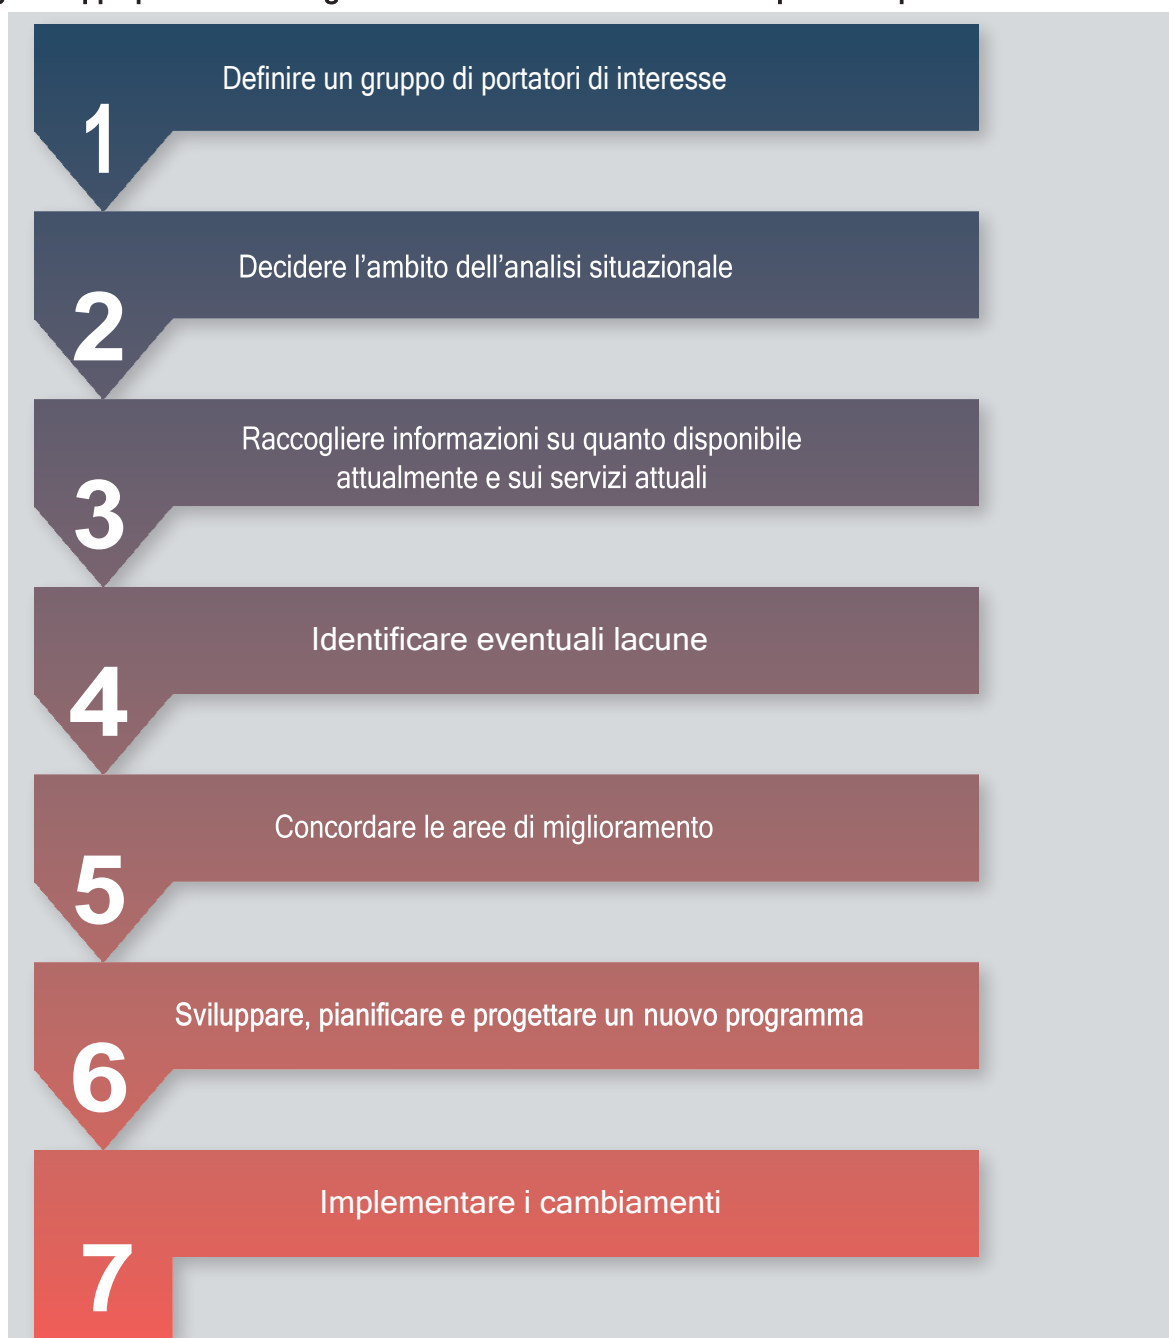 1
Definire un gruppo di portatori di interesse
2
Decidere l’ambito dell’analisi situazionale
3
Raccogliere informazioni su quanto disponibile
attualmente e sui servizi attuali
4
Identificare eventuali lacune
5
Concordare le aree di miglioramento
6
Sviluppare, pianificare e progettare un nuovo programma
7
Implementare i cambiamenti